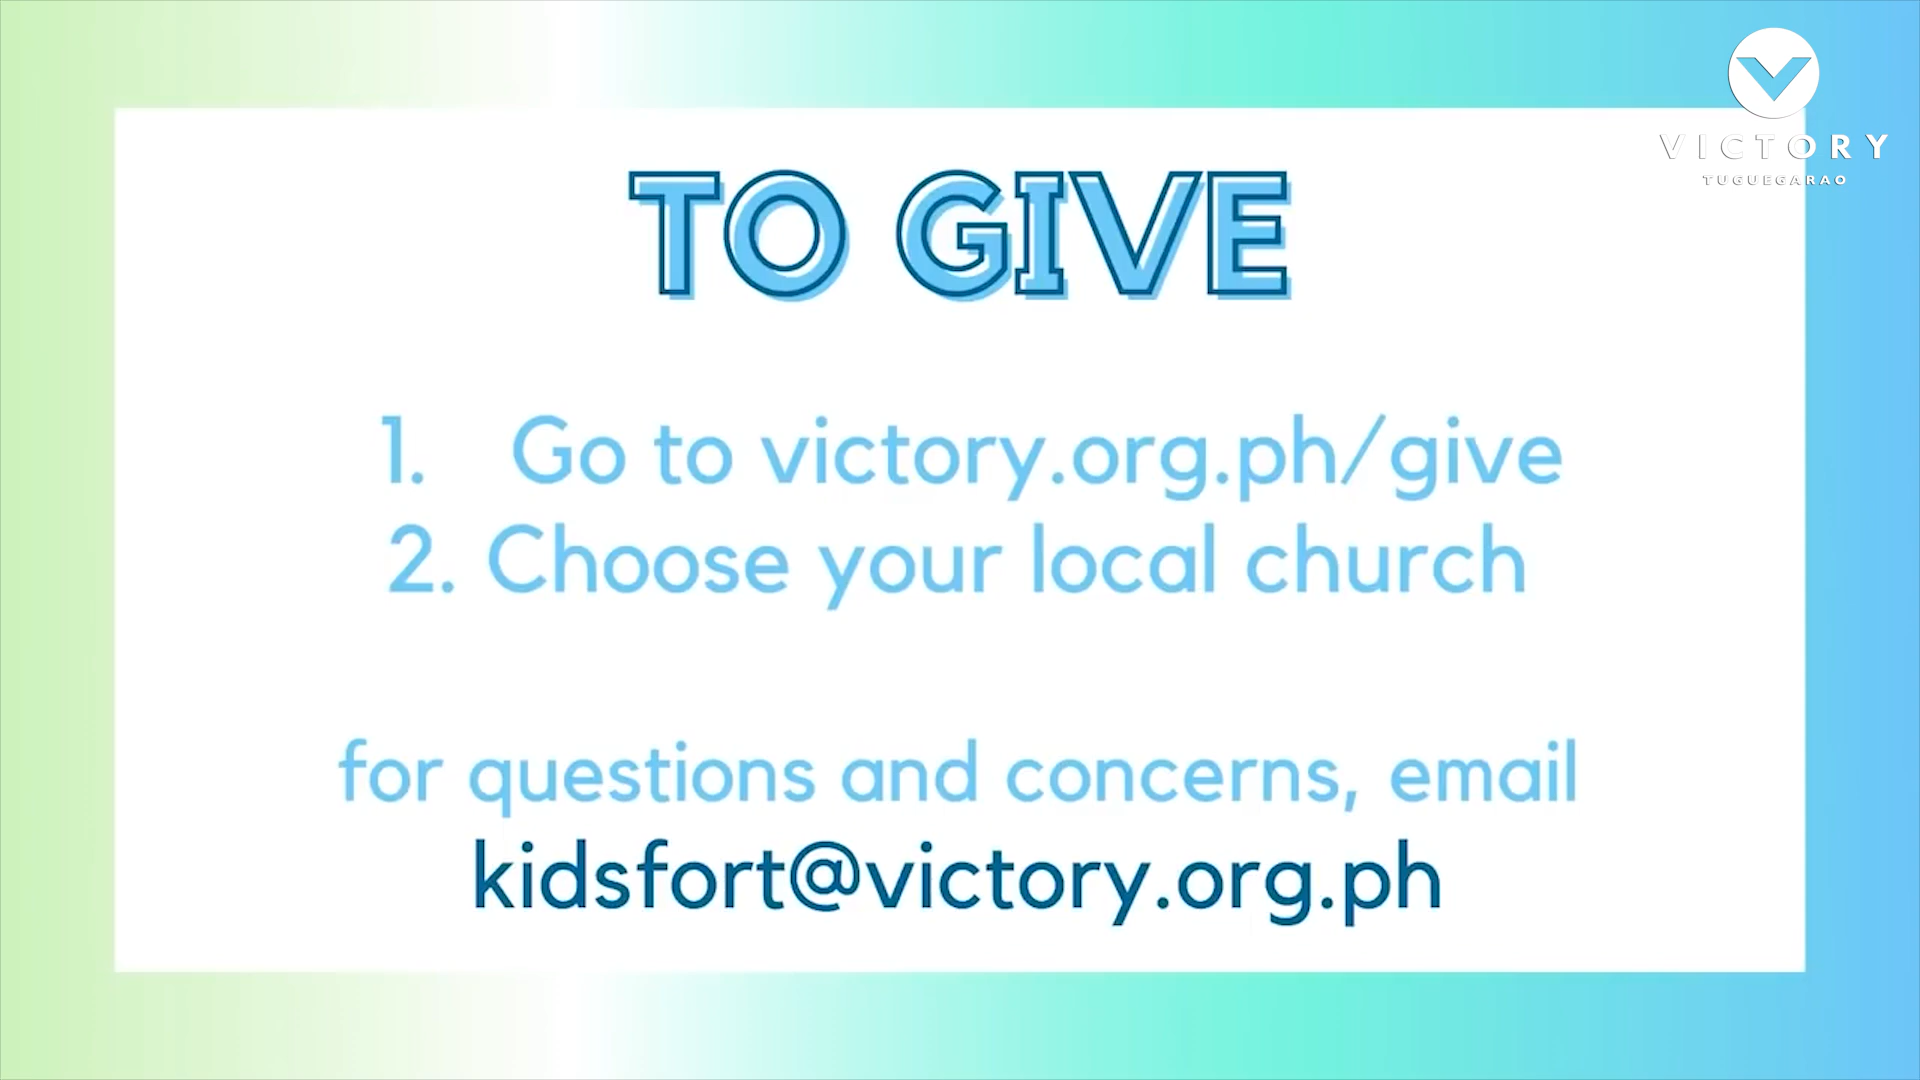 VICTORY
TUGUEGARAO
TO GIVE
1. Go to victory.org.ph/give
2. Choose your local church
for questions and concerns, email
kidsfort@victory.org.ph